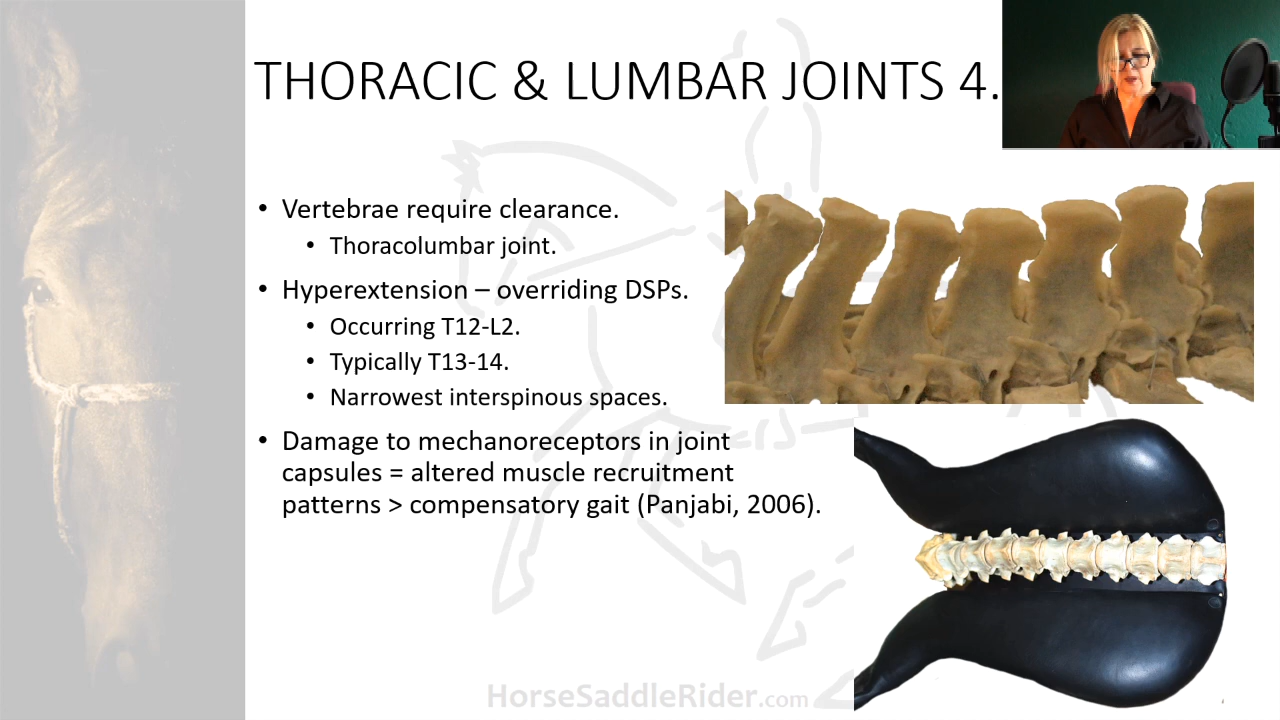 THORACIC & LUMBAR JOINTS 4.
• Vertebrae require clearance.
• Thoracolumbar joint.
• Hyperextension – overriding DSPs.
• Occurring T12-L2.
• Typically T13-14.
• Narrowest interspinous spaces.
• Damage to mechanoreceptors in joint
capsules = altered muscle recruitment
patterns > compensatory gait (Panjabi, 2006).
HorseSaddleRider.com